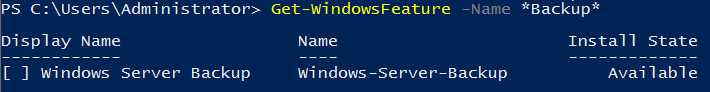 PS C:\Users\Administrator> Get-WindowsFeature -Name *Backup*
Display Name Name Install State
------------ ---- -------------
[ ] Windows Server Backup Windows-Server-Backup Available